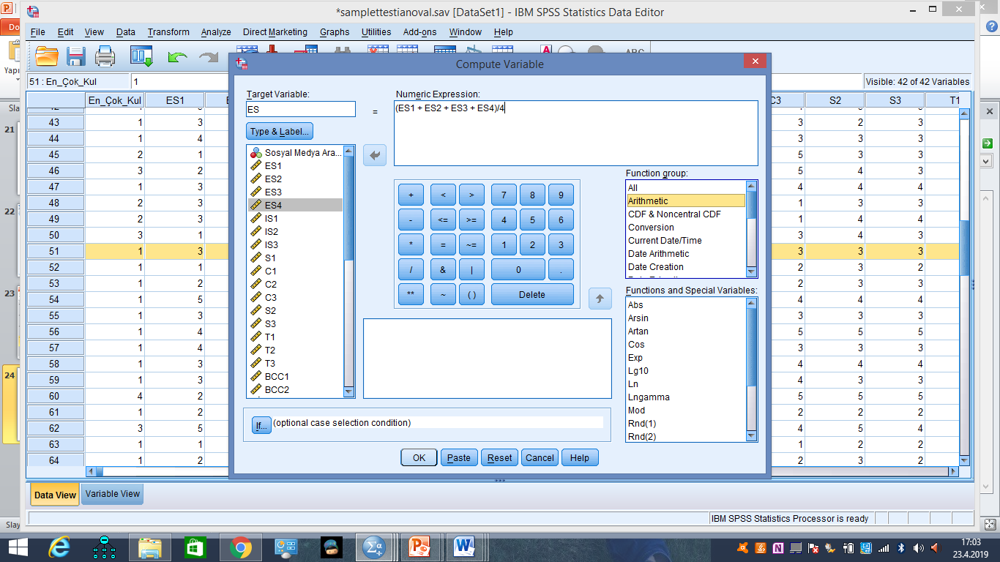 *samplettestianoval.sav [DataSet1] - IBM SPSS Statistics Data Editor
File Edit View Data Transform Analyze Direct Marketing Graphs Utilities Add-ons Window Help
51 : En_Çok_Kul 1 Visible: 42 of 42 Variables
En_Çok_Kul ES1 C3 S2 S3 T1
43 1 3 3 2 3
44 1 4 3 3 3
45 2 1 5 3 3
46 3 2 5 4 3
47 1 3 4 4 3
48 2 3 1 3 3
49 2 3 1 4 4
50 3 1 3 4 3
51 1 3 3 3 3
52 1 1 2 3 2
53 1 2 2 3 3
54 1 5 4 4 4
55 1 3 3 3 3
56 1 4 5 5 5
57 1 4 3 3 3
58 1 3 4 4 4
59 1 3 4 3 3
60 4 2 5 5 5
61 1 2 2 2 2
62 3 5 4 5 4
63 1 1 1 2 2
64 1 2 2 3 2
Compute Variable
Target Variable:
ES
=
Numeric Expression:
(ES1 + ES2 + ES3 + ES4)/4
Type & Label...
Sosyal Medya Ara...
ES1
ES2
ES3
ES4
IS1
IS2
IS3
S1
C1
C2
C3
S2
S3
T1
T2
T3
BCC1
BCC2
+ < > 7 8 9
- <= >= 4 5 6
* = ~= 1 2 3
/ & | 0 .
** ~ ( ) Delete
Function group:
All
Arithmetic
CDF & Noncentral CDF
Conversion
Current Date/Time
Date Arithmetic
Date Creation
Functions and Special Variables:
Abs
Arsin
Artan
Cos
Exp
Lg10
Ln
Lngamma
Mod
Rnd(1)
Rnd(2)
If... (optional case selection condition)
OK Paste Reset Cancel Help
Data View Variable View
IBM SPSS Statistics Processor is ready
21
22
23
24
17:03
23.4.2019